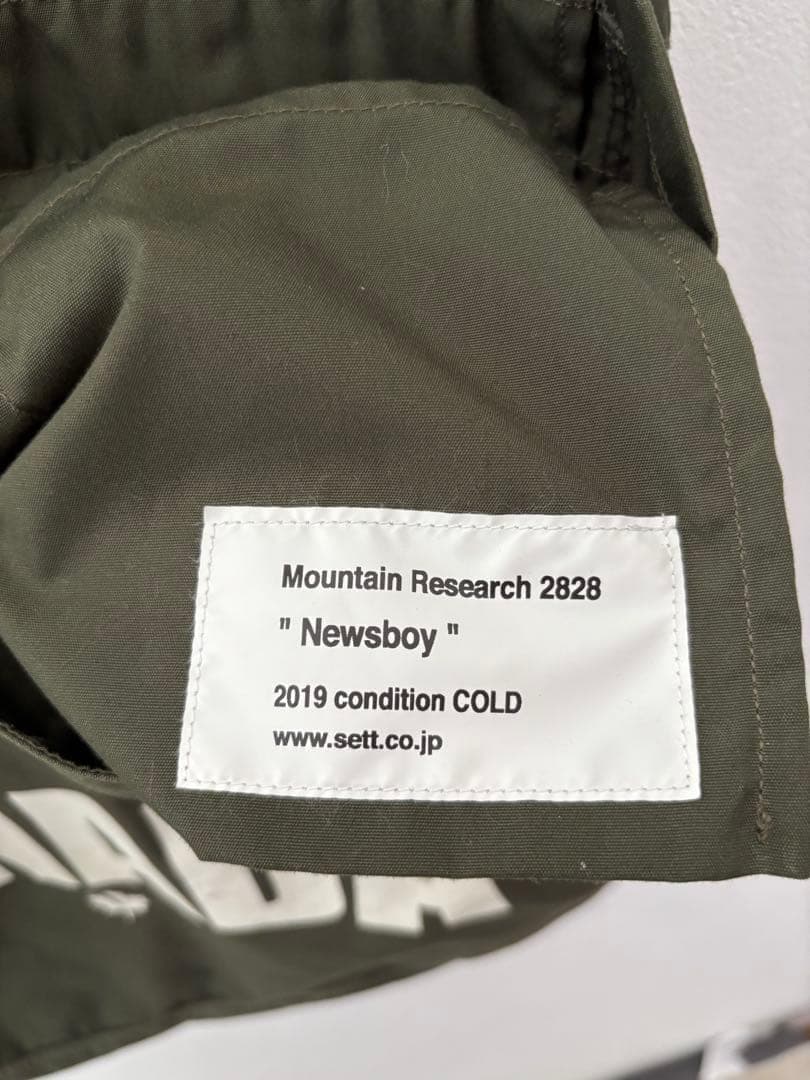 Mountain Research 2828
" Newsboy "
2019 condition COLD
www.sett.co.jp